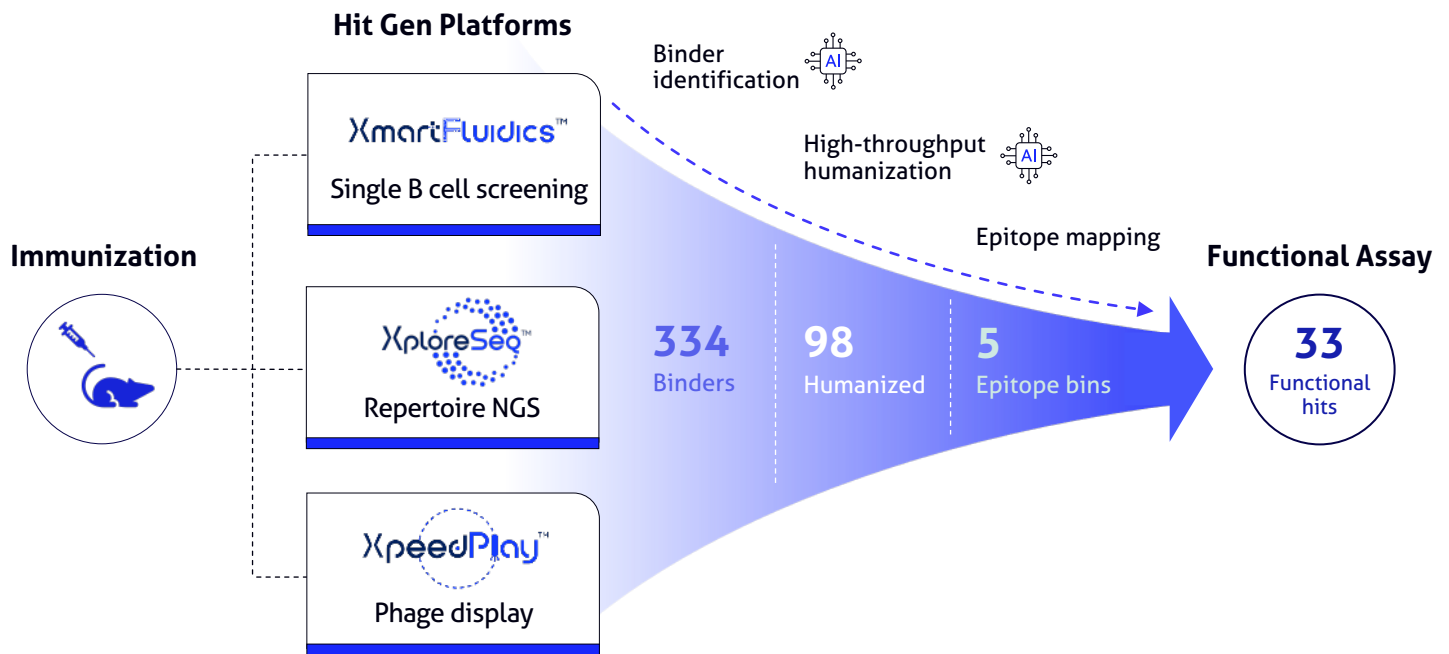 Hit Gen Platforms
Immunization
XmartFluidics™
Single B cell screening
XploreSeq™
Repertoire NGS
XpeedPlay™
Phage display
Binder
identification
AI
High-throughput
humanization
AI
Epitope mapping
334
Binders
98
Humanized
5
Epitope bins
Functional Assay
33
Functional
hits